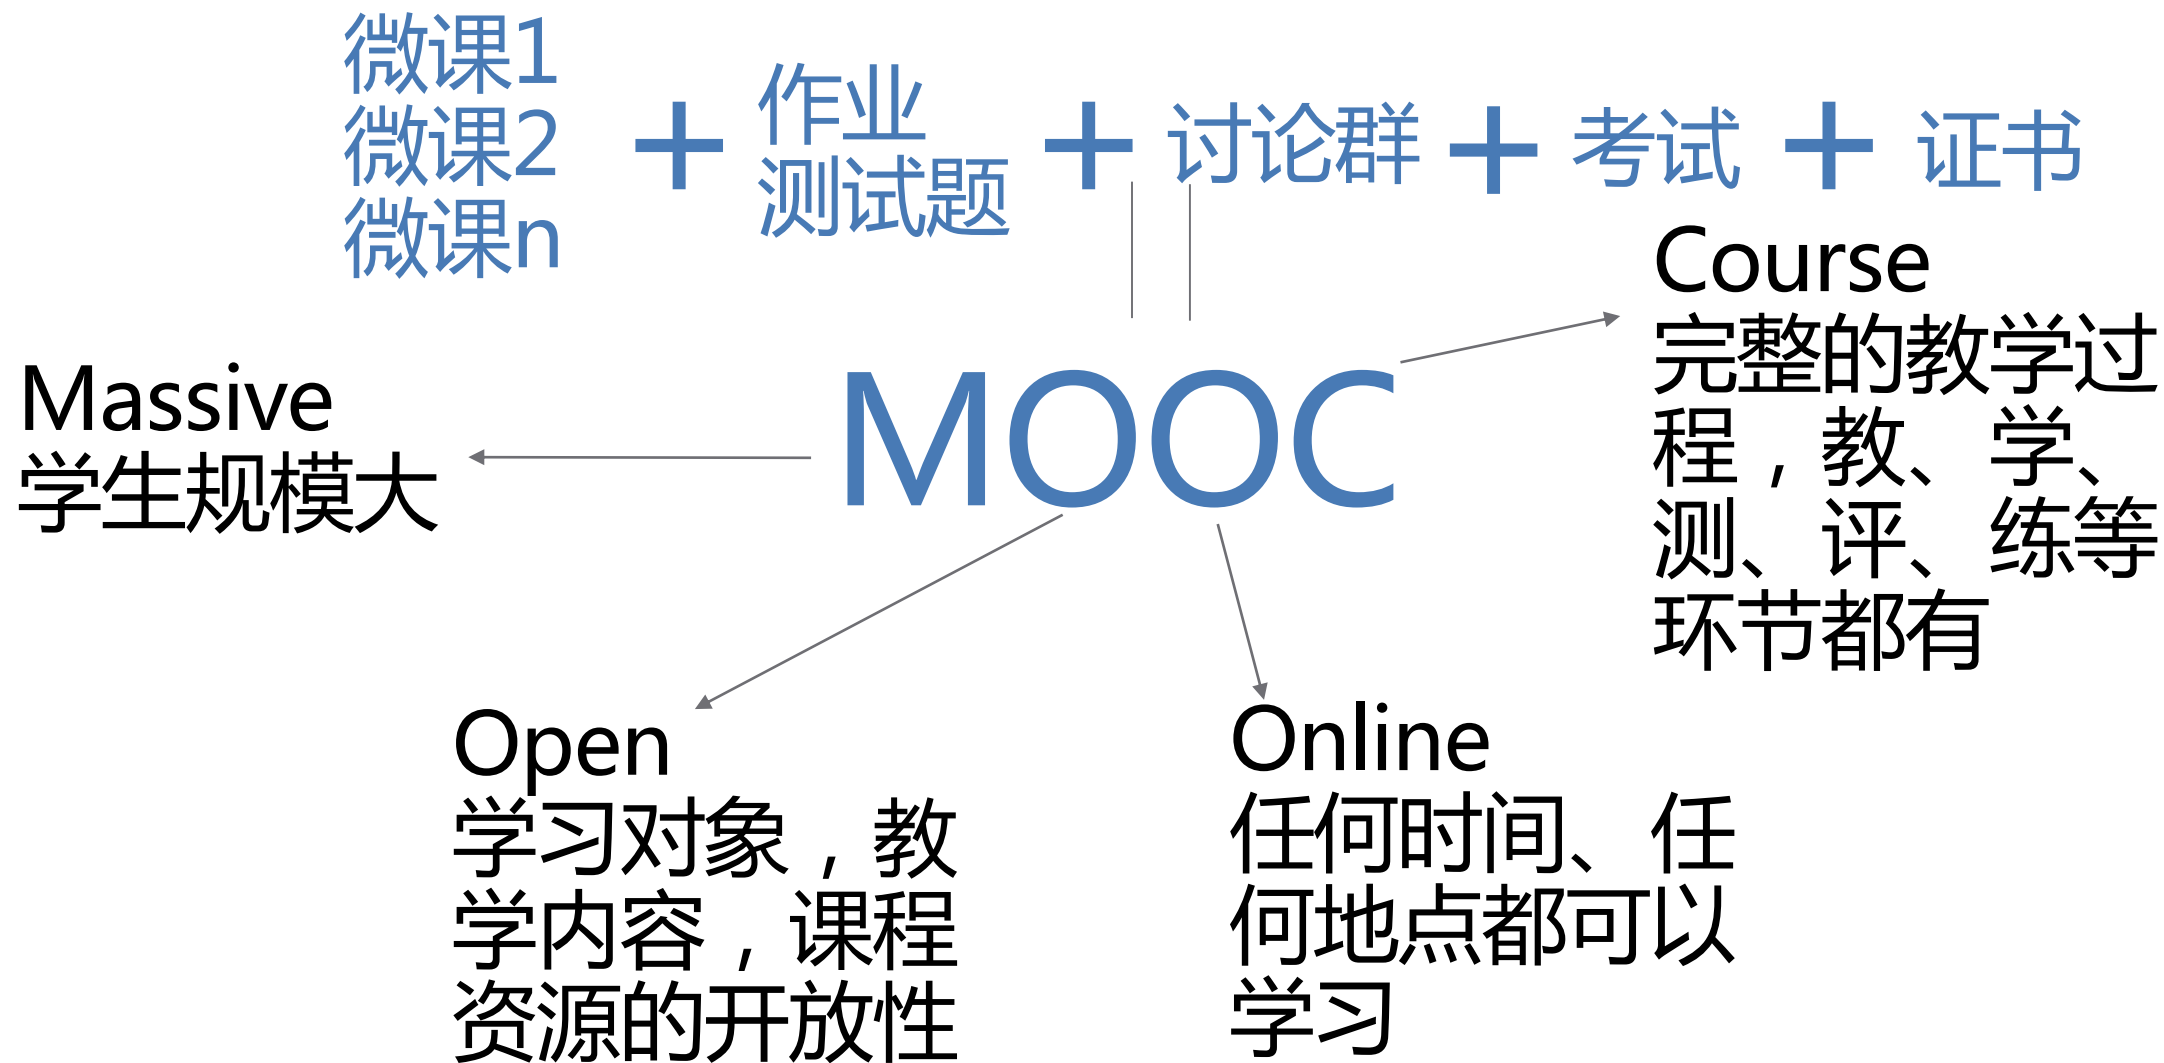 微课1
微课2
微课n
+
作业
测试题
+
讨论群
+
考试
+
证书
Course
完整的教学过
程，教、学、
测、评、练等
环节都有
Massive
学生规模大
MOOC
Open
学习对象，教
学内容，课程
资源的开放性
Online
任何时间、任
何地点都可以
学习